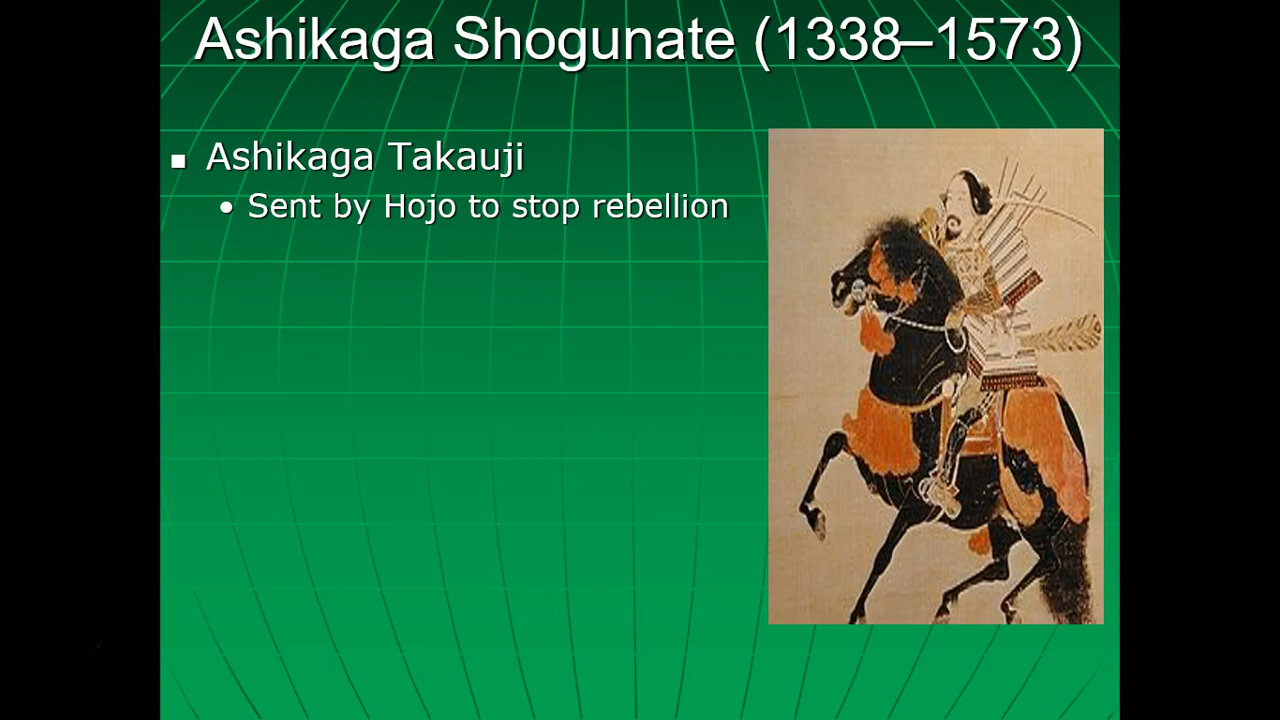 Ashikaga Shogunate (1338–1573)
Ashikaga Takauji
Sent by Hojo to stop rebellion